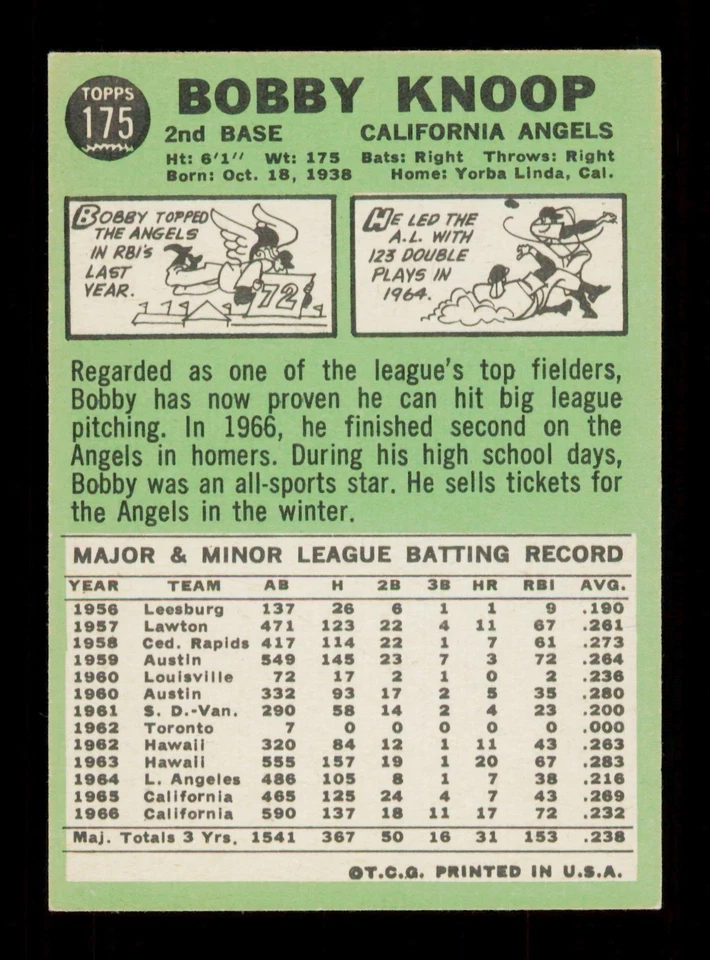 TOPPS
175
BOBBY KNOOP
2nd BASE CALIFORNIA ANGELS
Ht: 6'1" Wt: 175 Bats: Right Throws: Right
Born: Oct. 18, 1938 Home: Yorba Linda, Cal.
BOBBY TOPPED
THE ANGELS
IN RBI'S
LAST
YEAR.
72
HE LED THE
A.L. WITH
123 DOUBLE
PLAYS IN
1964.
Regarded as one of the league's top fielders,
Bobby has now proven he can hit big league
pitching. In 1966, he finished second on the
Angels in homers. During his high school days,
Bobby was an all-sports star. He sells tickets for
the Angels in the winter.
MAJOR & MINOR LEAGUE BATTING RECORD
YEAR TEAM AB H 2B 3B HR RBI AVG.
1956 Leesburg 137 26 6 1 1 9 .190
1957 Lawton 471 123 22 4 11 67 .261
1958 Ced. Rapids 417 114 22 1 7 61 .273
1959 Austin 549 145 23 7 3 72 .264
1960 Louisville 72 17 2 1 0 2 .236
1960 Austin 332 93 17 2 5 35 .280
1961 S. D.-Van. 290 58 14 2 4 23 .200
1962 Toronto 7 0 0 0 0 0 .000
1962 Hawaii 320 84 12 1 11 43 .263
1963 Hawaii 555 157 19 1 20 67 .283
1964 L. Angeles 486 105 8 1 7 38 .216
1965 California 465 125 24 4 7 43 .269
1966 California 590 137 18 11 17 72 .232
Maj. Totals 3 Yrs. 1541 367 50 16 31 153 .238
©T.C.G. PRINTED IN U.S.A.